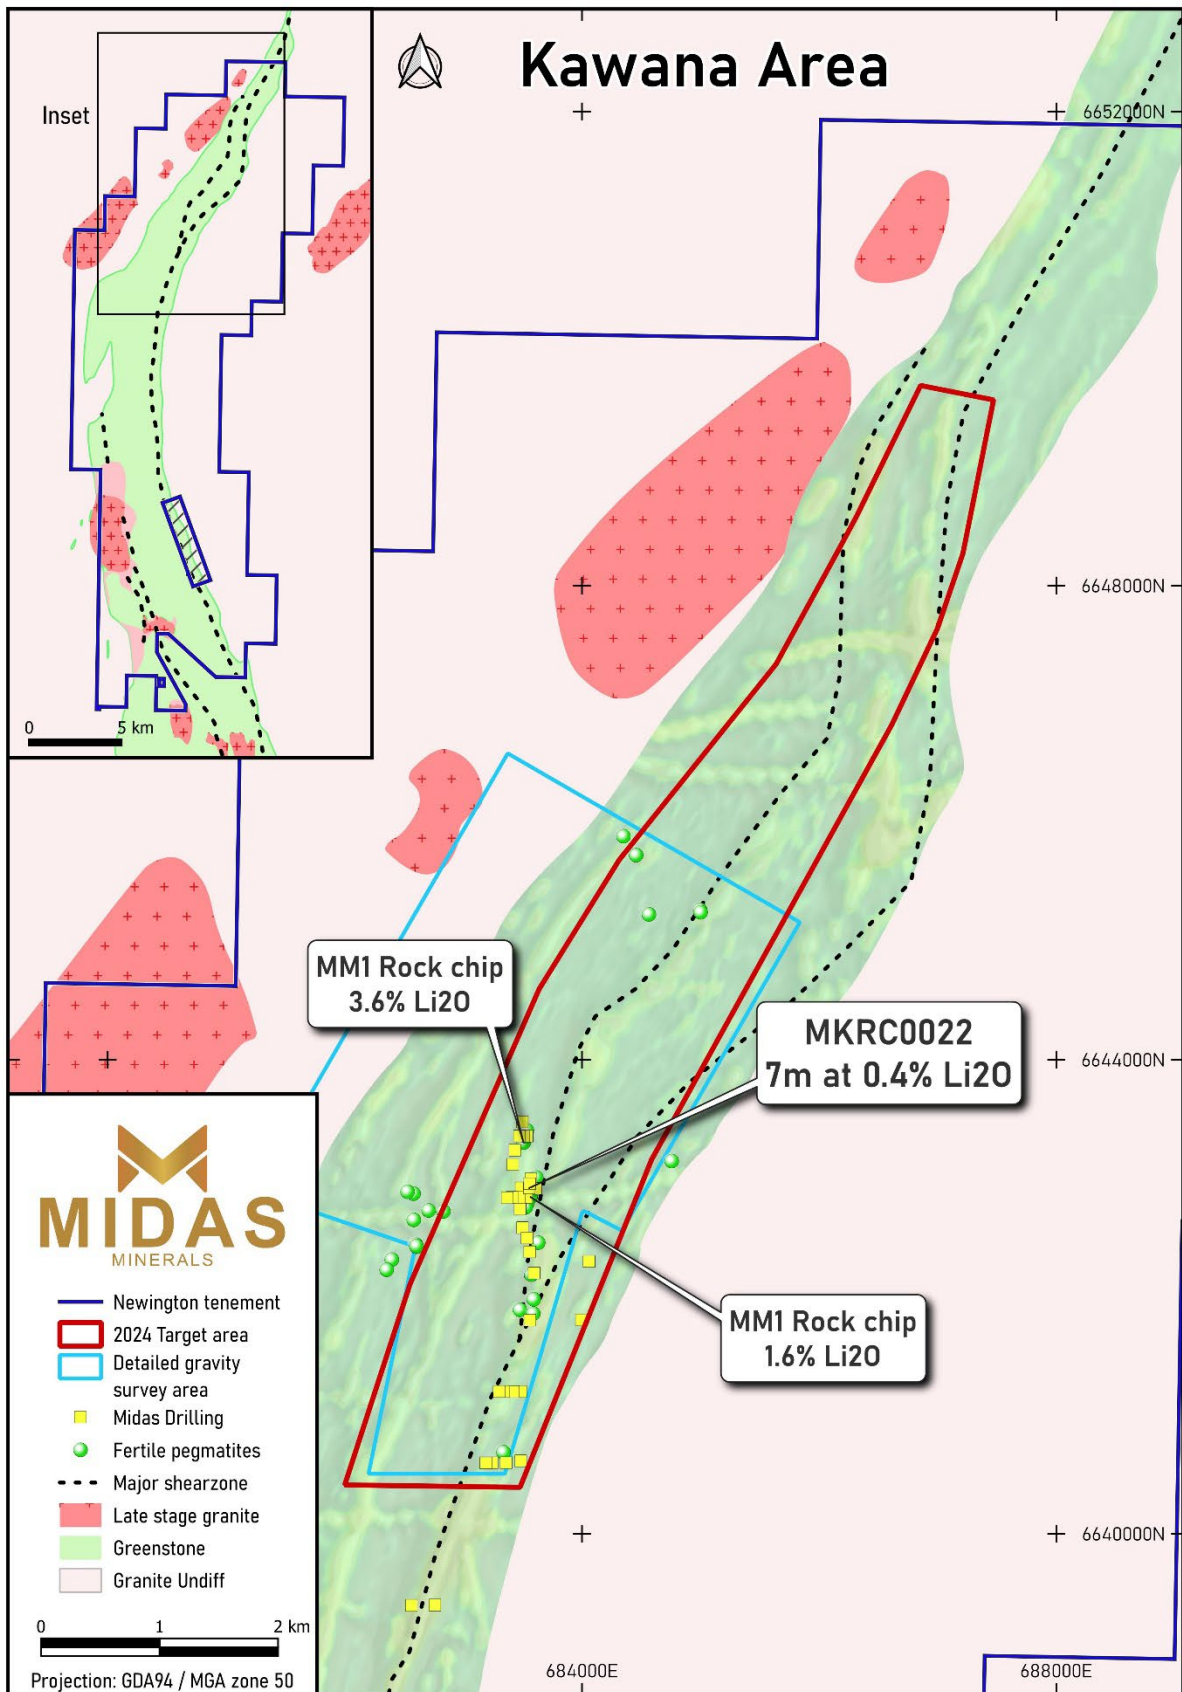 Kawana Area
Inset
0 5 km
6652000N
6648000N
MM1 Rock chip
3.6% Li2O
MKRC0022
7m at 0.4% Li2O
6644000N
MM1 Rock chip
1.6% Li2O
6640000N
684000E
688000E
MIDAS
MINERALS
Newington tenement
2024 Target area
Detailed gravity
survey area
Midas Drilling
Fertile pegmatites
Major shearzone
Late stage granite
Greenstone
Granite Undiff
0 1 2 km
Projection: GDA94 / MGA zone 50